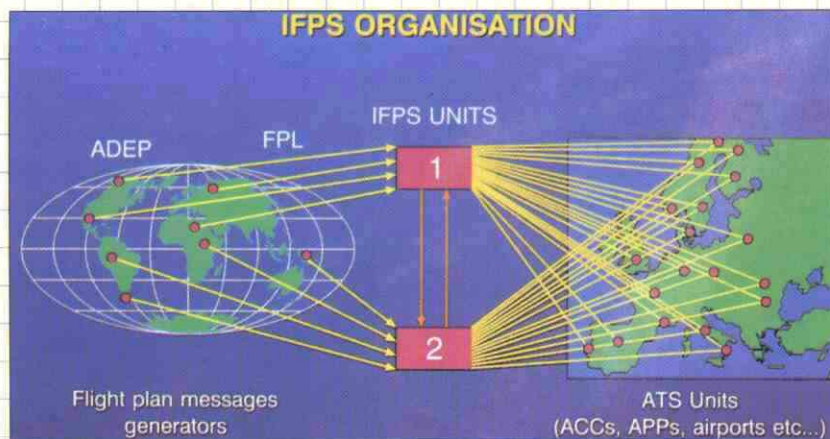 IFPS ORGANISATION
IFPS UNITS
ADEP
FPL
1
2
Flight plan messages
generators
ATS Units
(ACCs, APPs, airports etc...)